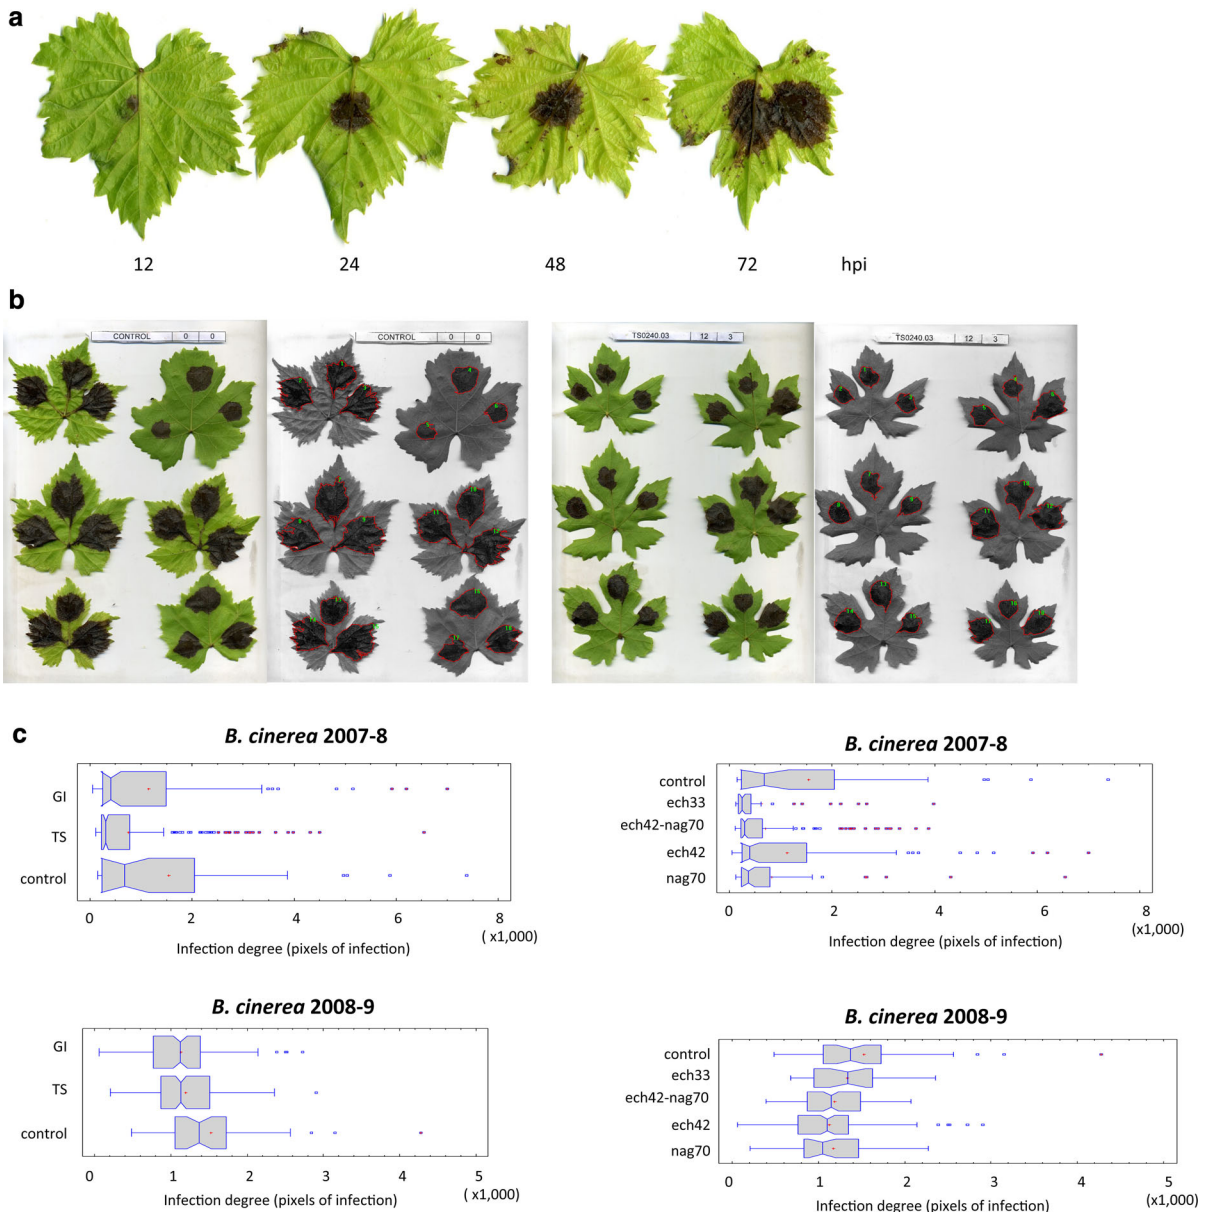 a
12 24 48 72 hpi
b
CONTROL 0 0
CONTROL 0 0
TS0240.03 12 3
TS0240.03 12 3
c
B. cinerea 2007-8
GI
TS
control
0 2 4 6 8
( x1,000)
Infection degree (pixels of infection)
B. cinerea 2007-8
control
ech33
ech42-nag70
ech42
nag70
0 2 4 6 8
(x1,000)
Infection degree (pixels of infection)
B. cinerea 2008-9
GI
TS
control
0 1 2 3 4 5
( x1,000)
Infection degree (pixels of infection)
B. cinerea 2008-9
control
ech33
ech42-nag70
ech42
nag70
0 1 2 3 4 5
(x1,000)
Infection degree (pixels of infection)